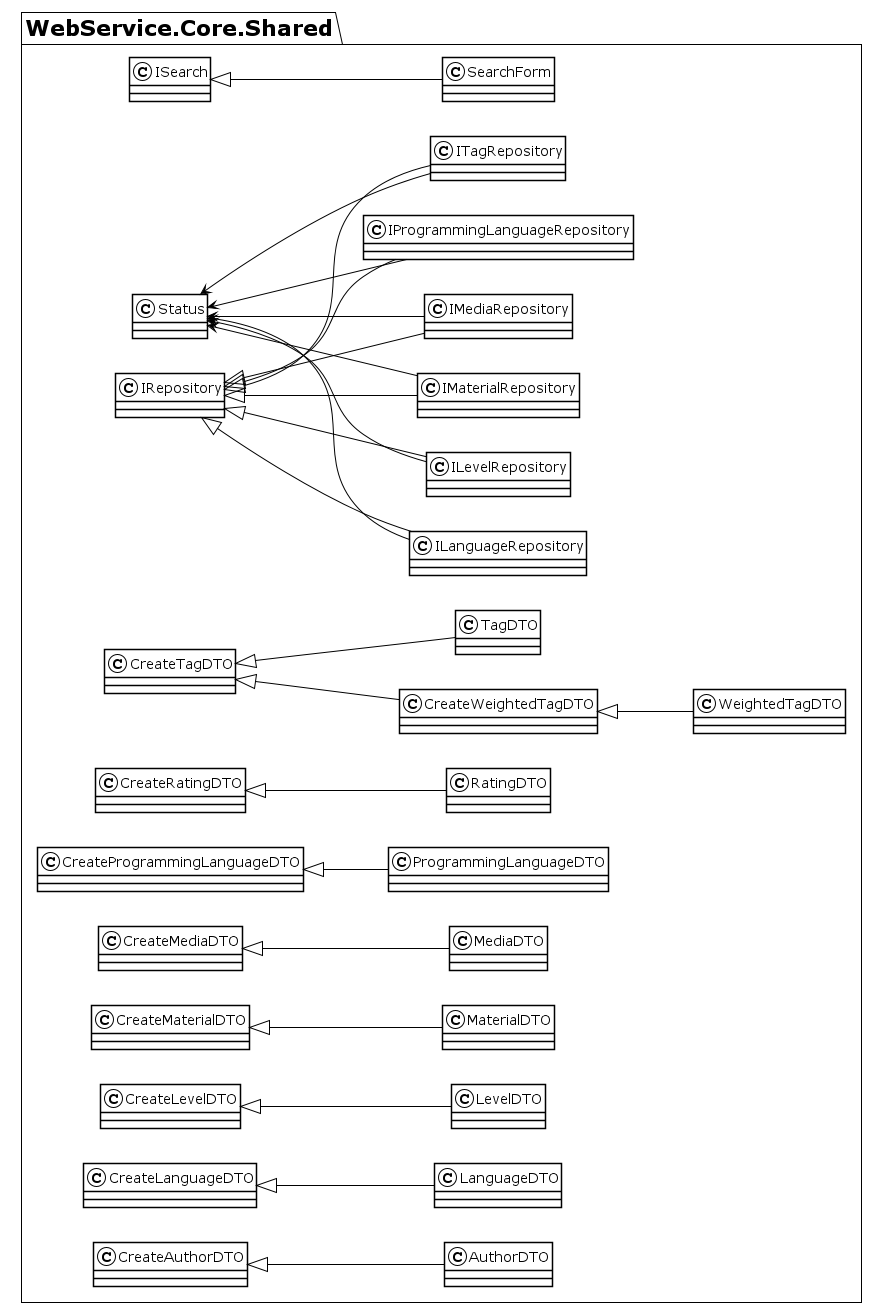 WebService.Core.Shared
C ISearch
C SearchForm
C ITagRepository
C IProgrammingLanguageRepository
C Status
C IMediaRepository
C IRepository
C IMaterialRepository
C ILevelRepository
C ILanguageRepository
C TagDTO
C CreateTagDTO
C CreateWeightedTagDTO
C WeightedTagDTO
C CreateRatingDTO
C RatingDTO
C CreateProgrammingLanguageDTO
C ProgrammingLanguageDTO
C CreateMediaDTO
C MediaDTO
C CreateMaterialDTO
C MaterialDTO
C CreateLevelDTO
C LevelDTO
C CreateLanguageDTO
C LanguageDTO
C CreateAuthorDTO
C AuthorDTO